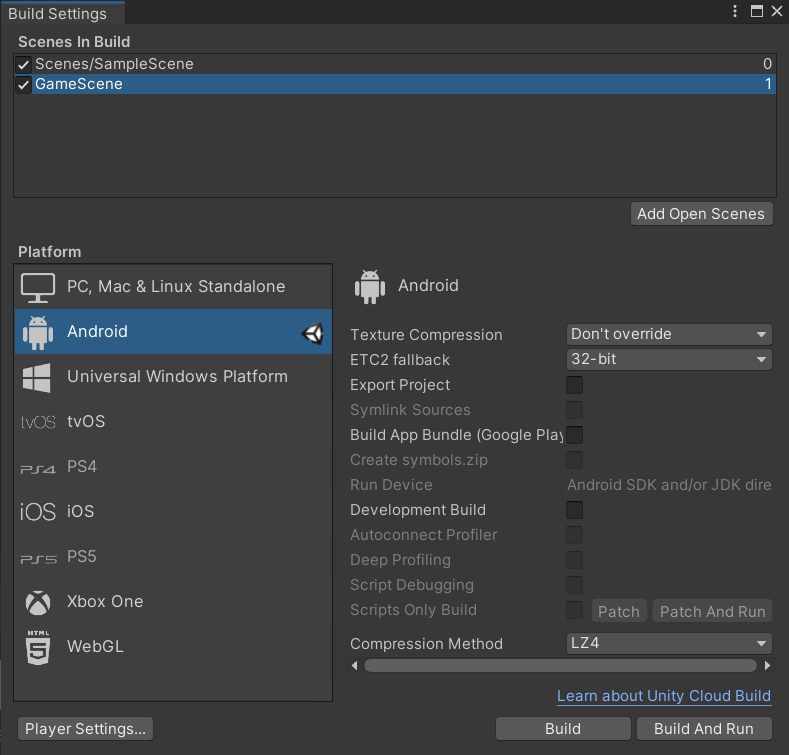 Build Settings
Scenes In Build
Scenes/SampleScene 0
GameScene 1
Add Open Scenes
Platform
PC, Mac & Linux Standalone
Android
Universal Windows Platform
tvOS tvOS
PS4 PS4
iOS iOS
PS5 PS5
Xbox One
HTML
5
WebGL
Android
Texture Compression Don't override
ETC2 fallback 32-bit
Export Project
Symlink Sources
Build App Bundle (Google Play
Create symbols.zip
Run Device Android SDK and/or JDK dire
Development Build
Autoconnect Profiler
Deep Profiling
Script Debugging
Scripts Only Build Patch Patch And Run
Compression Method LZ4
Learn about Unity Cloud Build
Player Settings... Build Build And Run